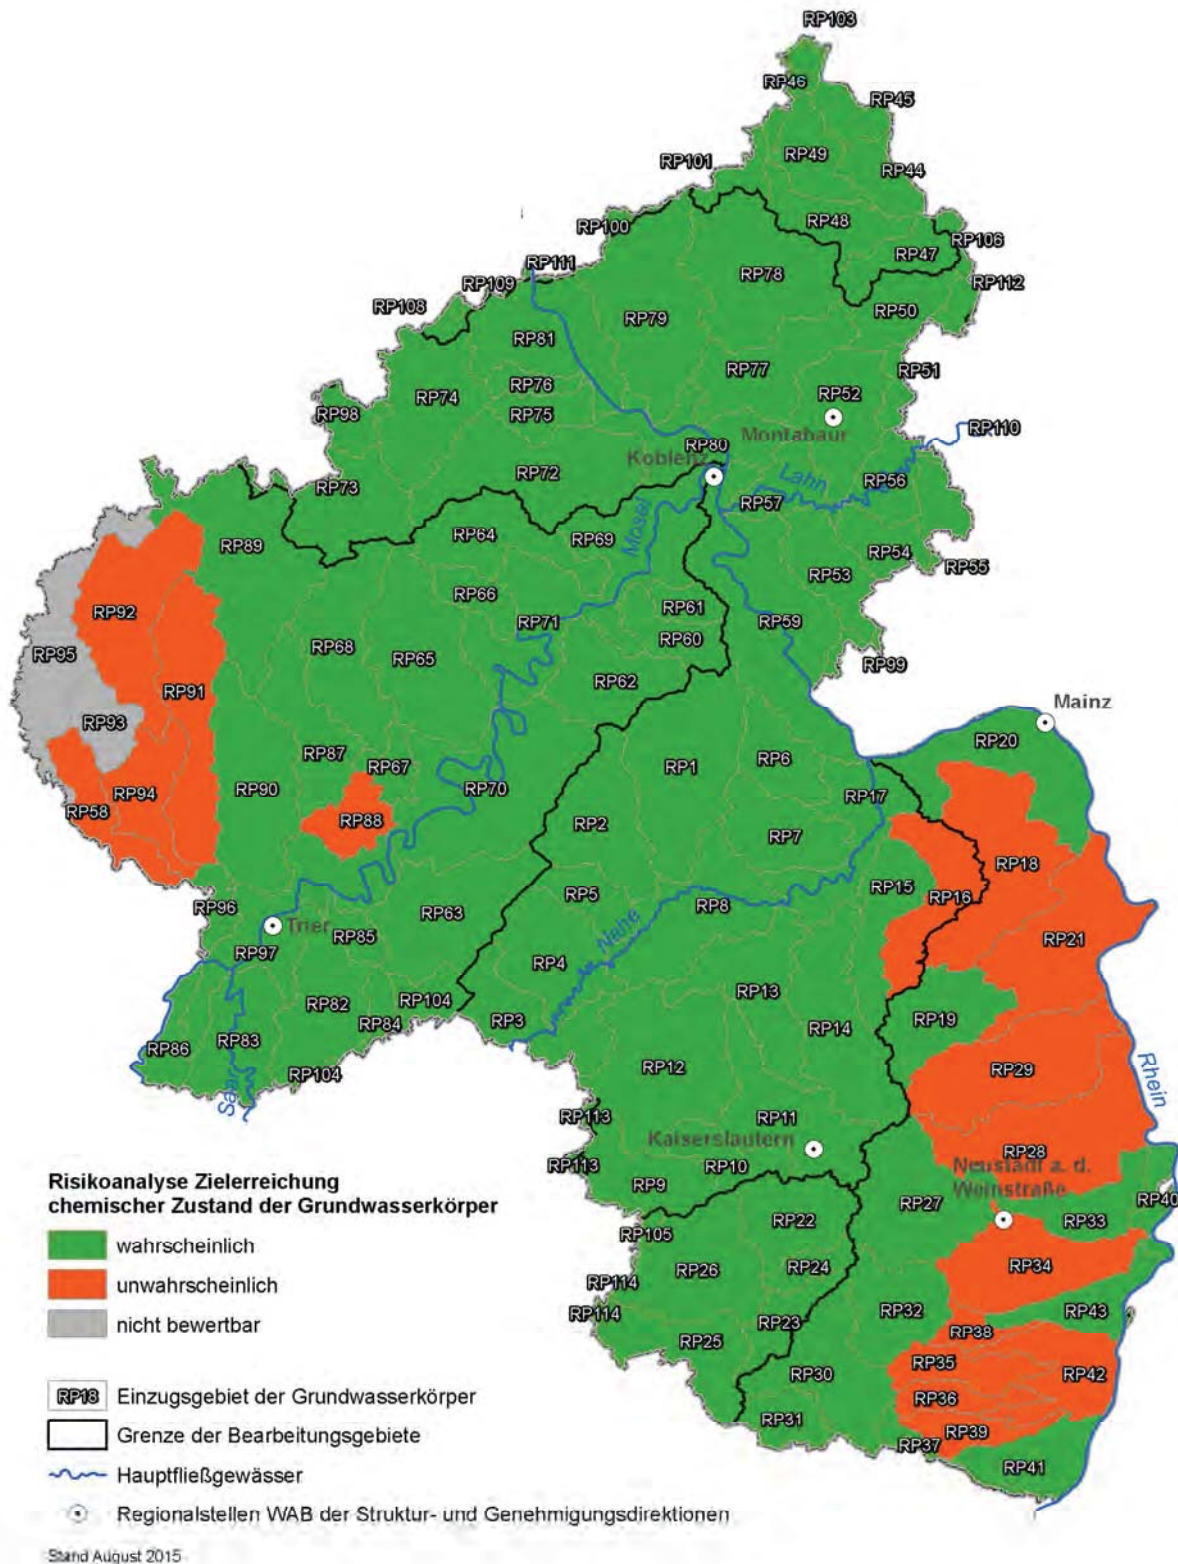 RP103
RP46
RP45
RP49
RP101
RP44
RP48
RP100
RP106
RP47
RP111
RP78
RP109
RP112
RP108
RP50
RP79
RP81
RP77
RP51
RP76
RP74
RP52
RP98
RP75
RP110
Montabaur
RP80
Koblenz
RP72
Lahn
RP56
RP73
RP57
Mosel
RP64
RP69
RP89
RP54
RP55
RP53
RP66
RP61
RP92
RP71
RP59
RP60
RP68
RP95
RP65
RP99
RP62
RP91
Mainz
RP93
RP20
RP87
RP6
RP67
RP1
RP94
RP90
RP70
RP17
RP58
RP88
RP2
RP7
RP18
RP15
RP5
RP16
RP96
RP8
RP63
Trier
Nahe
RP85
RP21
RP97
RP4
RP13
RP82
RP104
RP3
RP19
RP84
RP14
RP83
RP86
RP12
RP29
Rhein
RP104
Saar
RP113
RP11
Kaiserslautern
RP28
RP113
RP10
Neustadt a. d.
Weinstraße
RP9
RP40
RP27
RP22
RP33
RP105
RP26
RP24
RP34
RP114
RP114
RP32
RP43
RP23
RP38
RP25
RP35
RP30
RP42
RP36
RP31
RP39
RP37
RP41
Risikoanalyse Zielerreichung
chemischer Zustand der Grundwasserkörper
wahrscheinlich
unwahrscheinlich
nicht bewertbar
RP18 Einzugsgebiet der Grundwasserkörper
Grenze der Bearbeitungsgebiete
Hauptfließgewässer
Regionalstellen WAB der Struktur- und Genehmigungsdirektionen
Stand August 2015